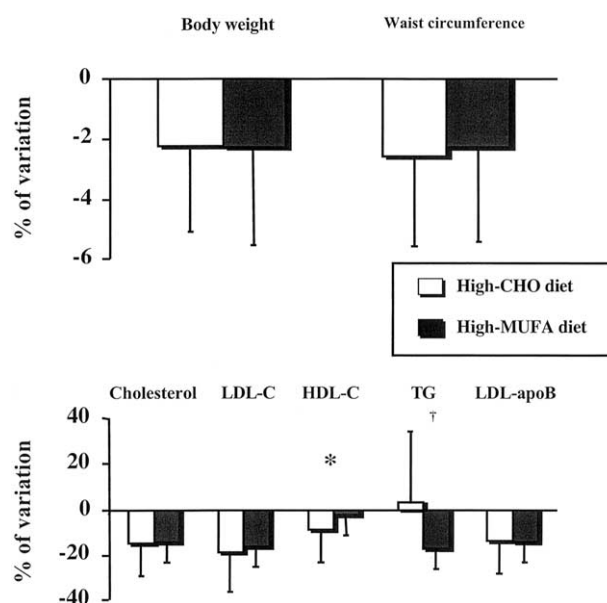 Body weight Waist circumference
% of variation
0
-2
-4
-6
High-CHO diet
High-MUFA diet
Cholesterol LDL-C HDL-C TG LDL-apoB
% of variation
40
20
0
-20
-40
*
†